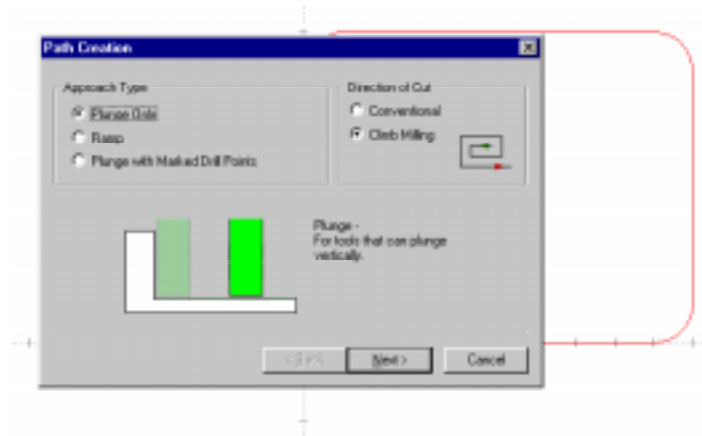 Path Creation
Approach Type
Plunge Only
Ramp
Plunge with Marked Drill Points
Direction of Cut
Conventional
Climb Milling
Plunge -
For tools that can plunge
vertically.
< Back
Next >
Cancel